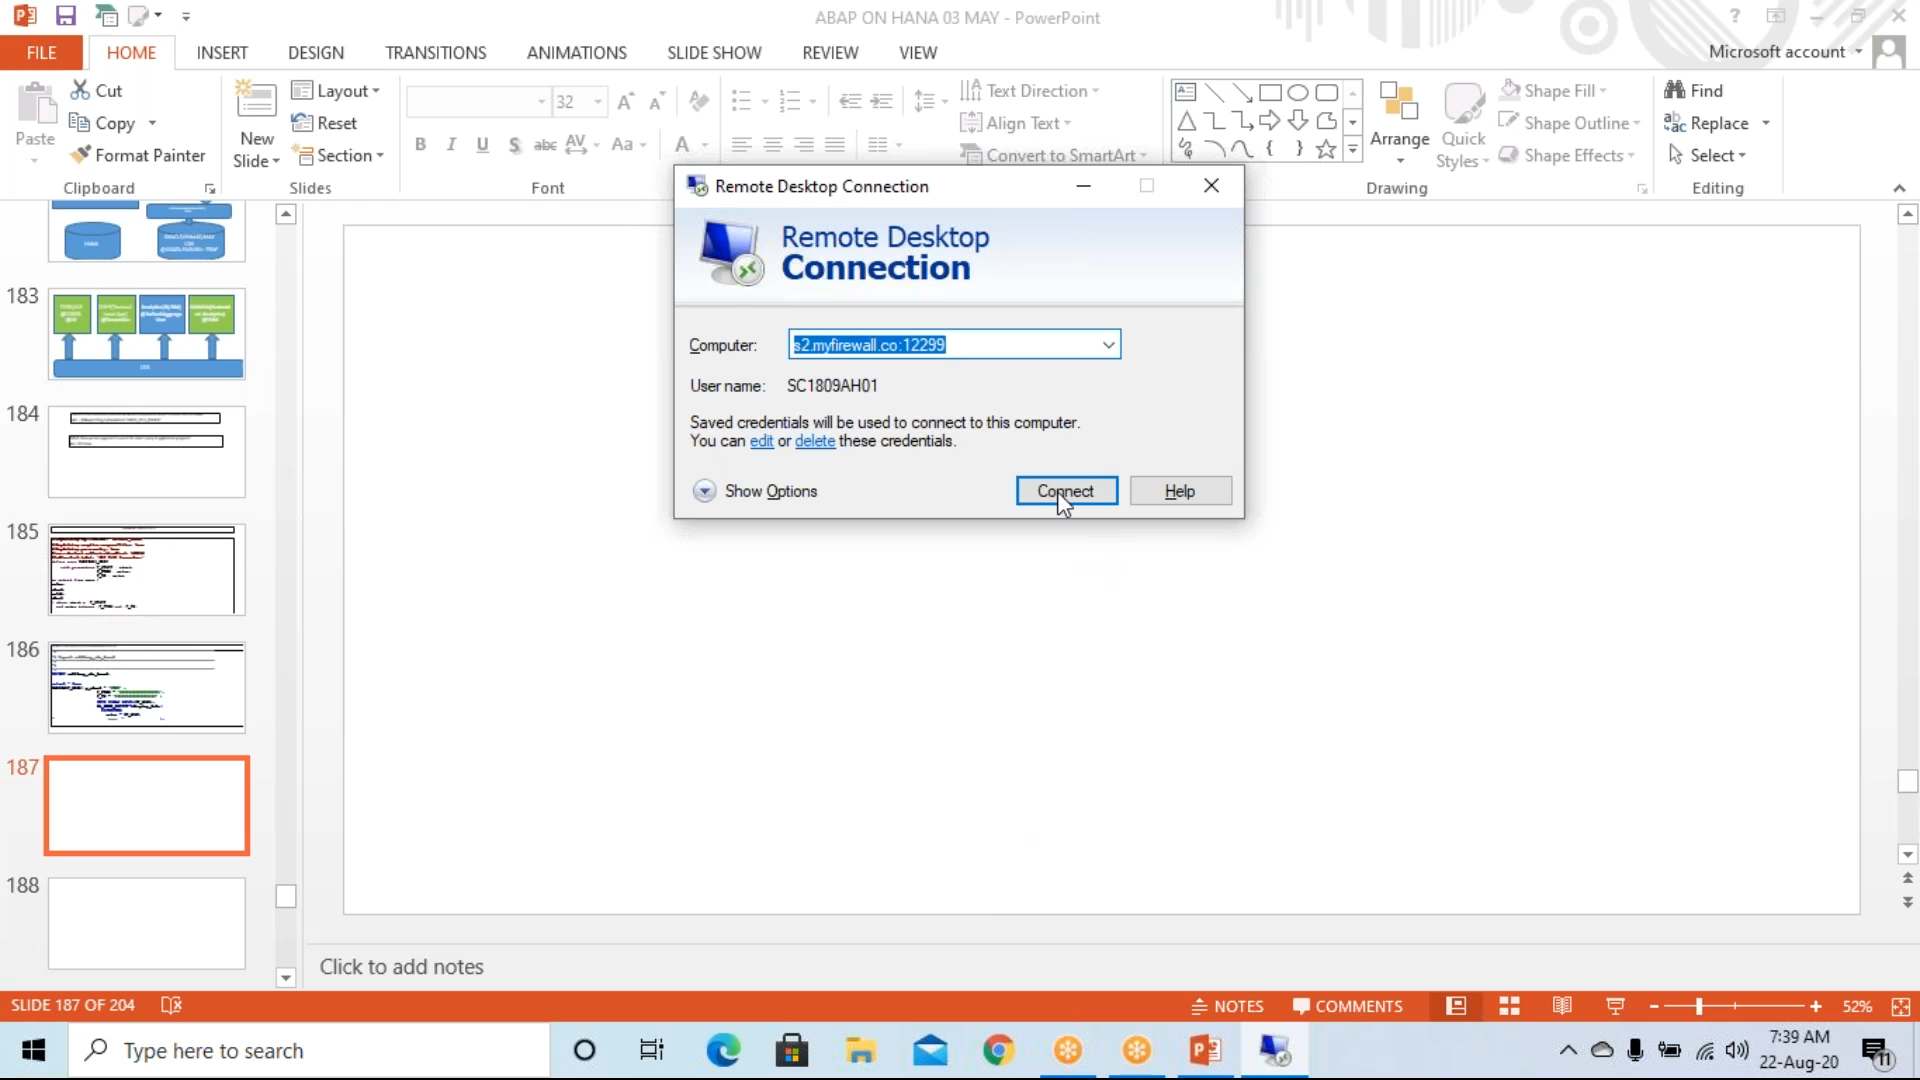 ABAP ON HANA 03 MAY - PowerPoint
FILE HOME INSERT DESIGN TRANSITIONS ANIMATIONS SLIDE SHOW REVIEW VIEW
Microsoft account
Paste
Cut
Copy
Format Painter
Clipboard
New
Slide
Layout
Reset
Section
Slides
32
B I U S abc AV Aa A
Font
Text Direction
Align Text
Convert to SmartArt
Arrange
Quick
Styles
Shape Fill
Shape Outline
Shape Effects
Drawing
Find
Replace
Select
Editing
Remote Desktop Connection
Remote Desktop
Connection
Computer: s2.myfirewall.co:12299
User name: SC1809AH01
Saved credentials will be used to connect to this computer.
You can edit or delete these credentials.
Show Options
Connect
Help
HANA
183
184
185
186
187
188
Click to add notes
SLIDE 187 OF 204
NOTES
COMMENTS
52%
Type here to search
7:39 AM
22-Aug-20
11